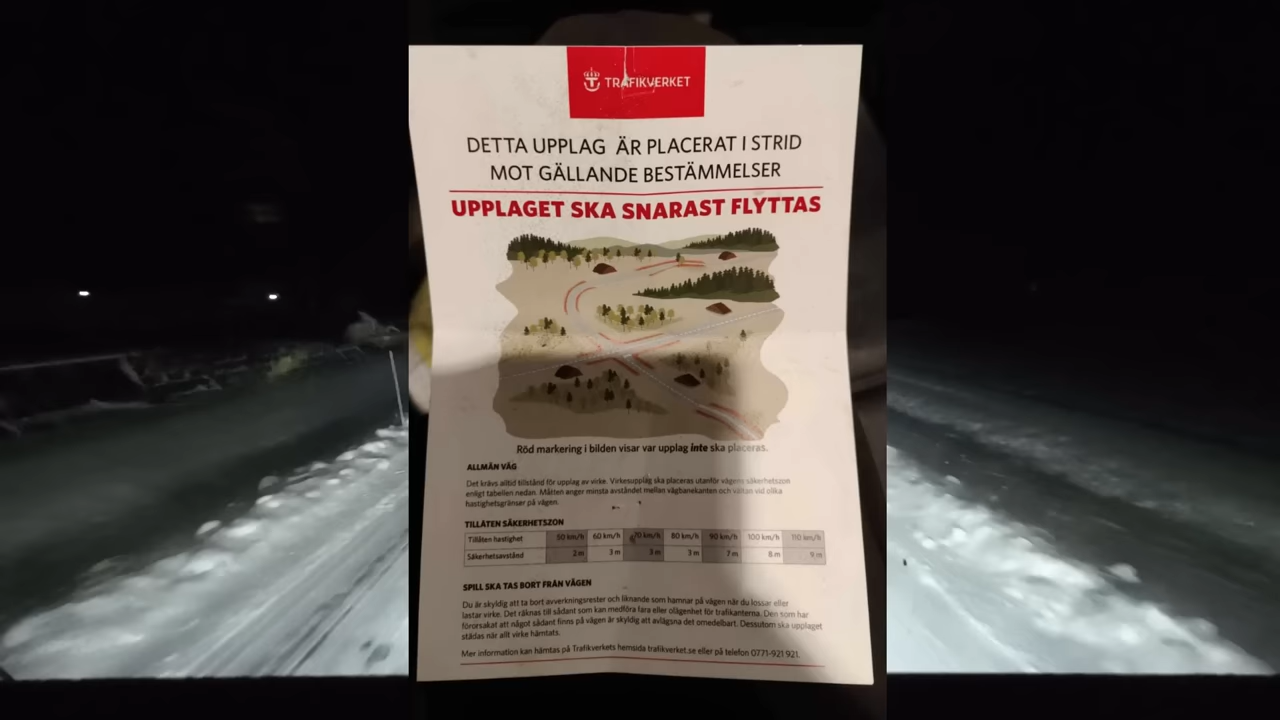 TRAFIKVERKET
DETTA UPPLAG ÄR PLACERAT I STRID
MOT GÄLLANDE BESTÄMMELSER
UPPLAGET SKA SNARAST FLYTTAS
Röd markering i bilden visar var upplag inte ska placeras.
ALLMÄN VÄG
Det krävs alltid tillstånd för upplag av virke. Virkesupplag ska placeras utanför vägens säkerhetszon
enligt tabellen nedan. Måtten anger minsta avståndet mellan vägbanekanten och vältan vid olika
hastighetsgränser på vägen.
TILLÅTEN SÄKERHETSZON
Tillåten hastighet 50 km/h 60 km/h 70 km/h 80 km/h 90 km/h 100 km/h 110 km/h
Säkerhetsavstånd 2 m 3 m 3 m 3 m 7 m 8 m 9 m
SPILL SKA TAS BORT FRÅN VÄGEN
Du är skyldig att ta bort avverkningsrester och liknande som hamnar på vägen när du lossar eller
lastar virke. Det räknas till sådant som kan medföra fara eller olägenhet för trafikanterna. Den som har
förorsakat att något sådant finns på vägen är skyldig att avlägsna det omedelbart. Dessutom ska upplaget
städas när allt virke hämtats.
Mer information kan hämtas på Trafikverkets hemsida trafikverket.se eller på telefon 0771-921 921.